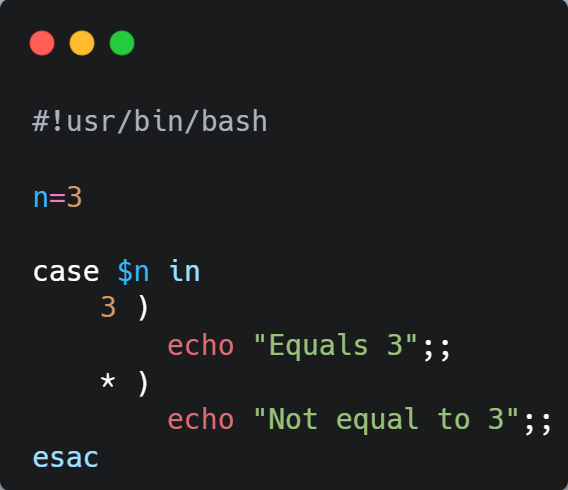 #!usr/bin/bash
n=3
case $n in
    3 )
        echo "Equals 3";;
    * )
        echo "Not equal to 3";;
esac